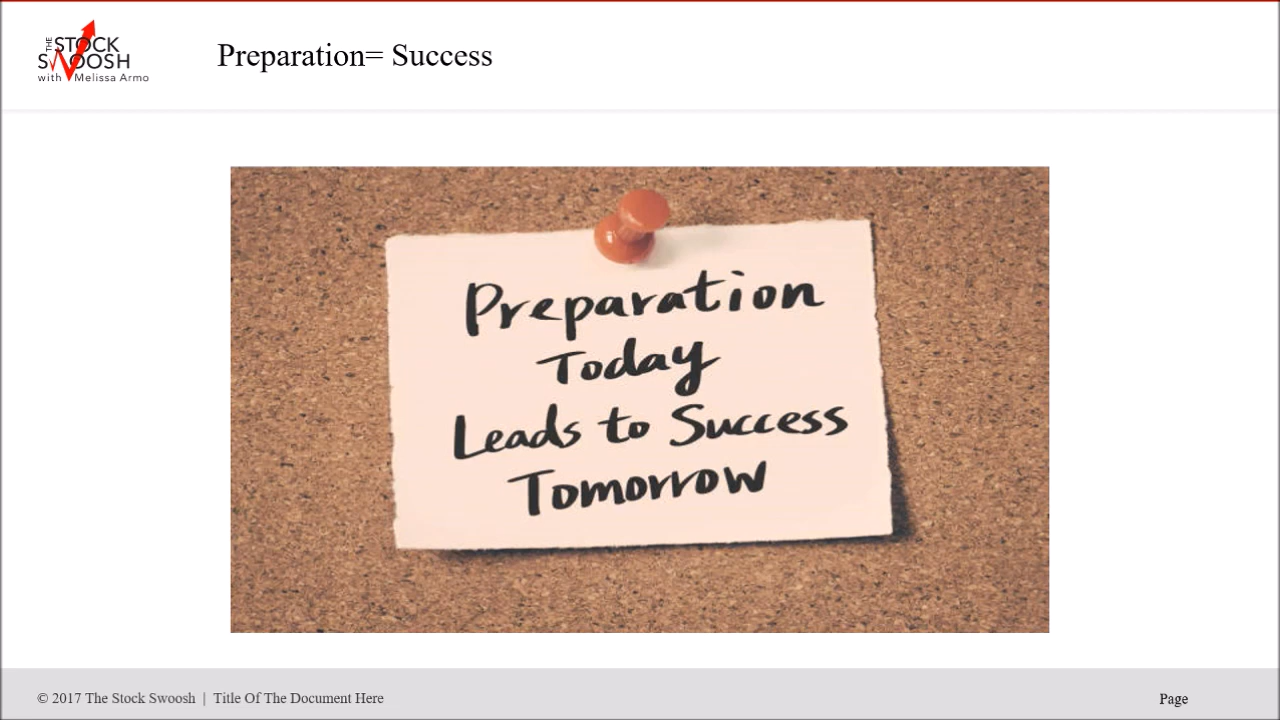 THE STOCK
SWOOSH
with Melissa Armo
Preparation= Success
Preparation
Today
Leads to Success
Tomorrow
© 2017 The Stock Swoosh | Title Of The Document Here
Page